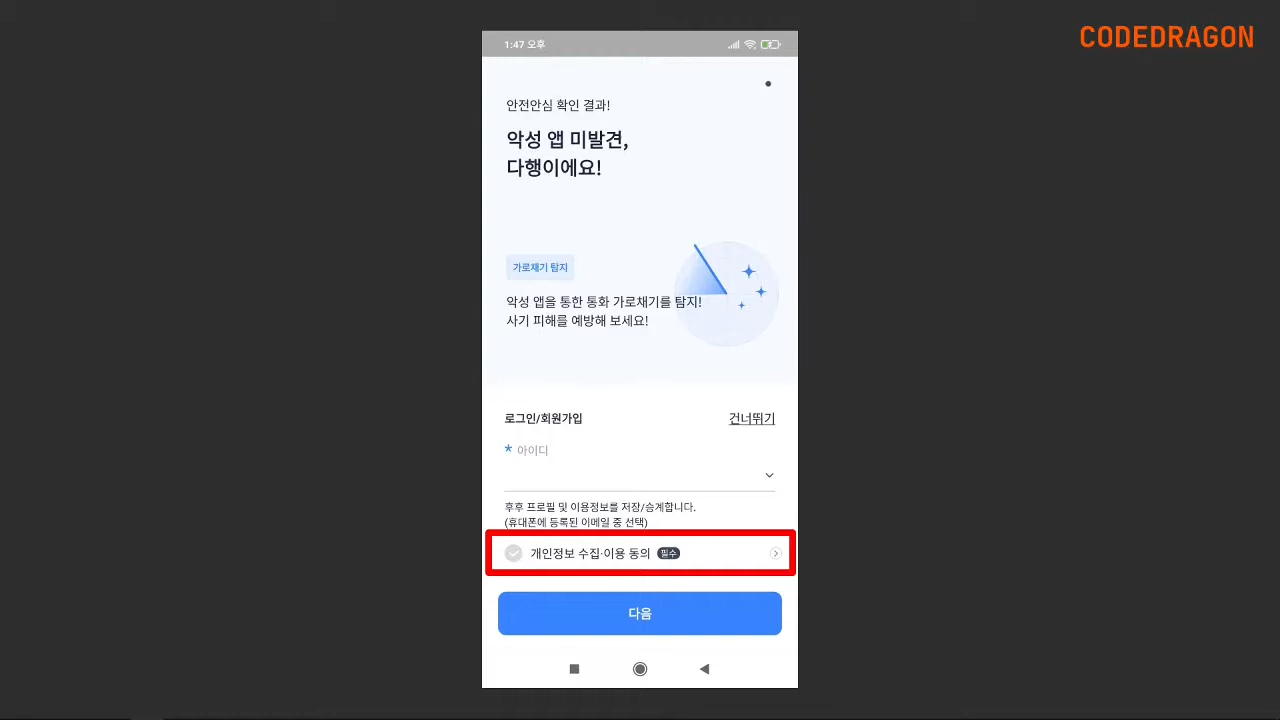 CODEDRAGON
1:47 오후
안전안심 확인 결과!
악성 앱 미발견,
다행이에요!
가로채기 탐지
악성 앱을 통한 통화 가로채기를 탐지!
사기 피해를 예방해 보세요!
로그인/회원가입
건너뛰기
* 아이디
후후 프로필 및 이용정보를 저장/승계합니다.
(휴대폰에 등록된 이메일 중 선택)
개인정보 수집·이용 동의 필수
다음